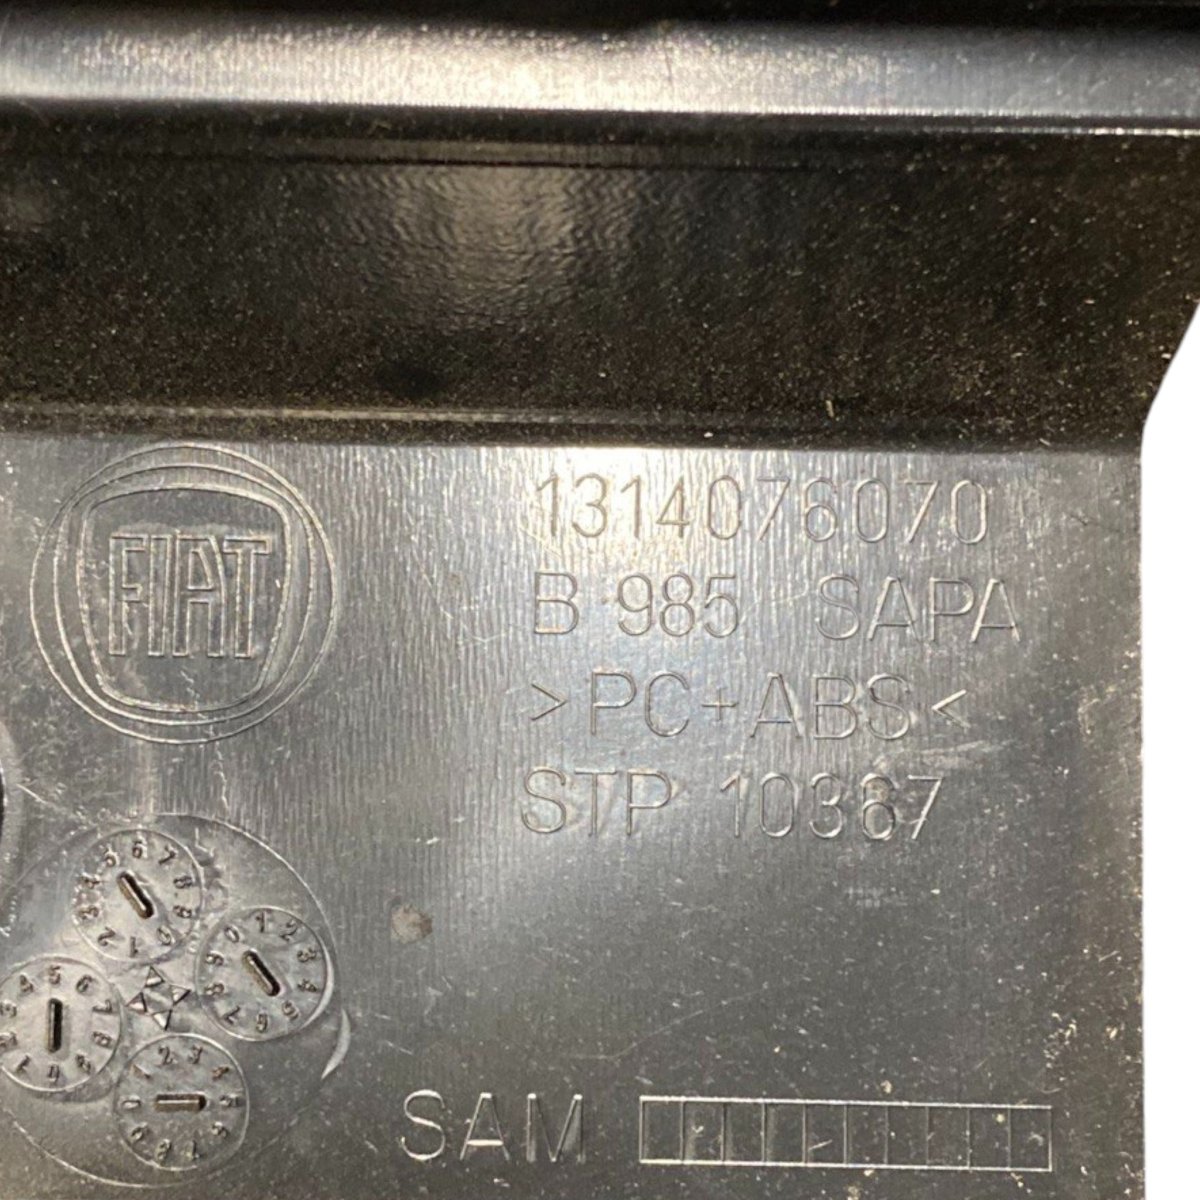 FIAT
1314076070
B 985 SAPA
>PC+ABS<
STP 10367
SAM